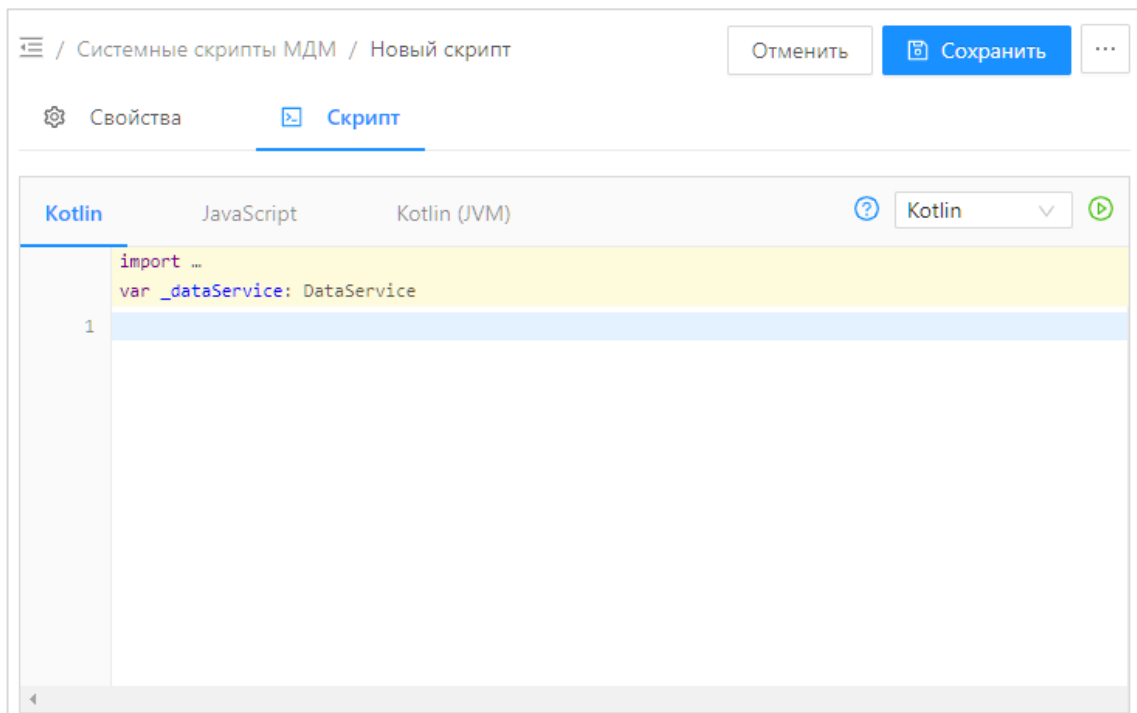 / Системные скрипты МДМ / Новый скрипт
Отменить
Сохранить
...
Свойства
Скрипт
Kotlin
JavaScript
Kotlin (JVM)
Kotlin
import …
var _dataService: DataService
1